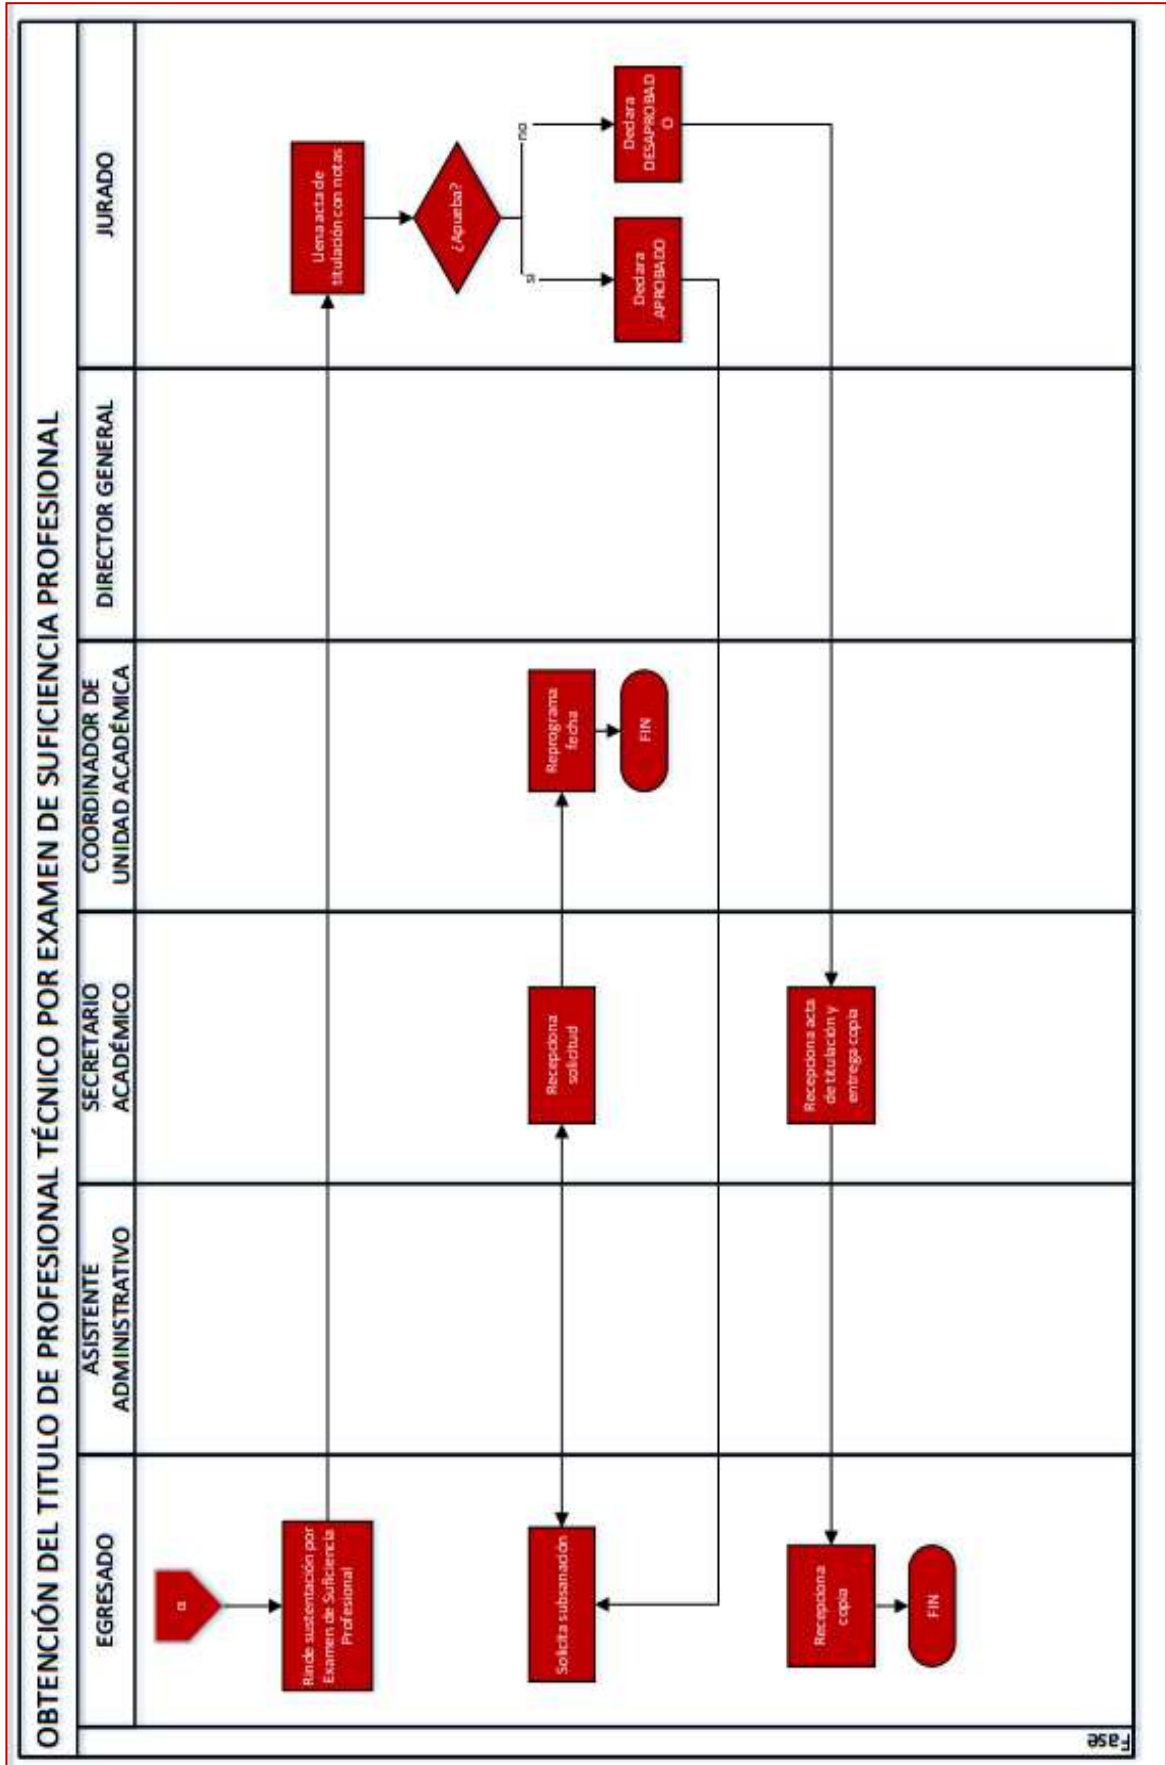 OBTENCIÓN DEL TITULO DE PROFESIONAL TÉCNICO POR EXAMEN DE SUFICIENCIA PROFESIONAL
EGRESADO
ASISTENTE
ADMINISTRATIVO
SECRETARIO
ACADÉMICO
COORDINADOR DE
UNIDAD ACADÉMICA
DIRECTOR GENERAL
JURADO
Rinde sustentación por
Examen de Suficiencia
Profesional
Llena acta de
titulación con notas
¿Aprueba?
si
no
Solicita subsanación
Recepciona
solicitud
Reprograma
fecha
FIN
Declara
APROBADO
Declara
DESAPROBAD
O
Recepciona
copia
Recepciona acta
de titulación y
entrega copia
FIN
Fase